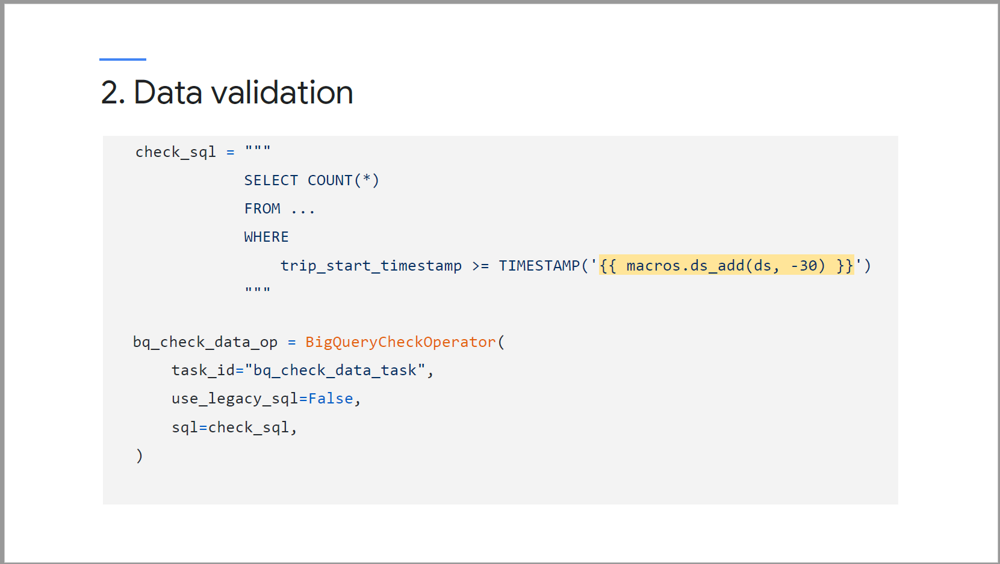 2. Data validation
check_sql = """
SELECT COUNT(*)
FROM ...
WHERE
trip_start_timestamp >= TIMESTAMP('{{ macros.ds_add(ds, -30) }}')
"""
bq_check_data_op = BigQueryCheckOperator(
task_id="bq_check_data_task",
use_legacy_sql=False,
sql=check_sql,
)